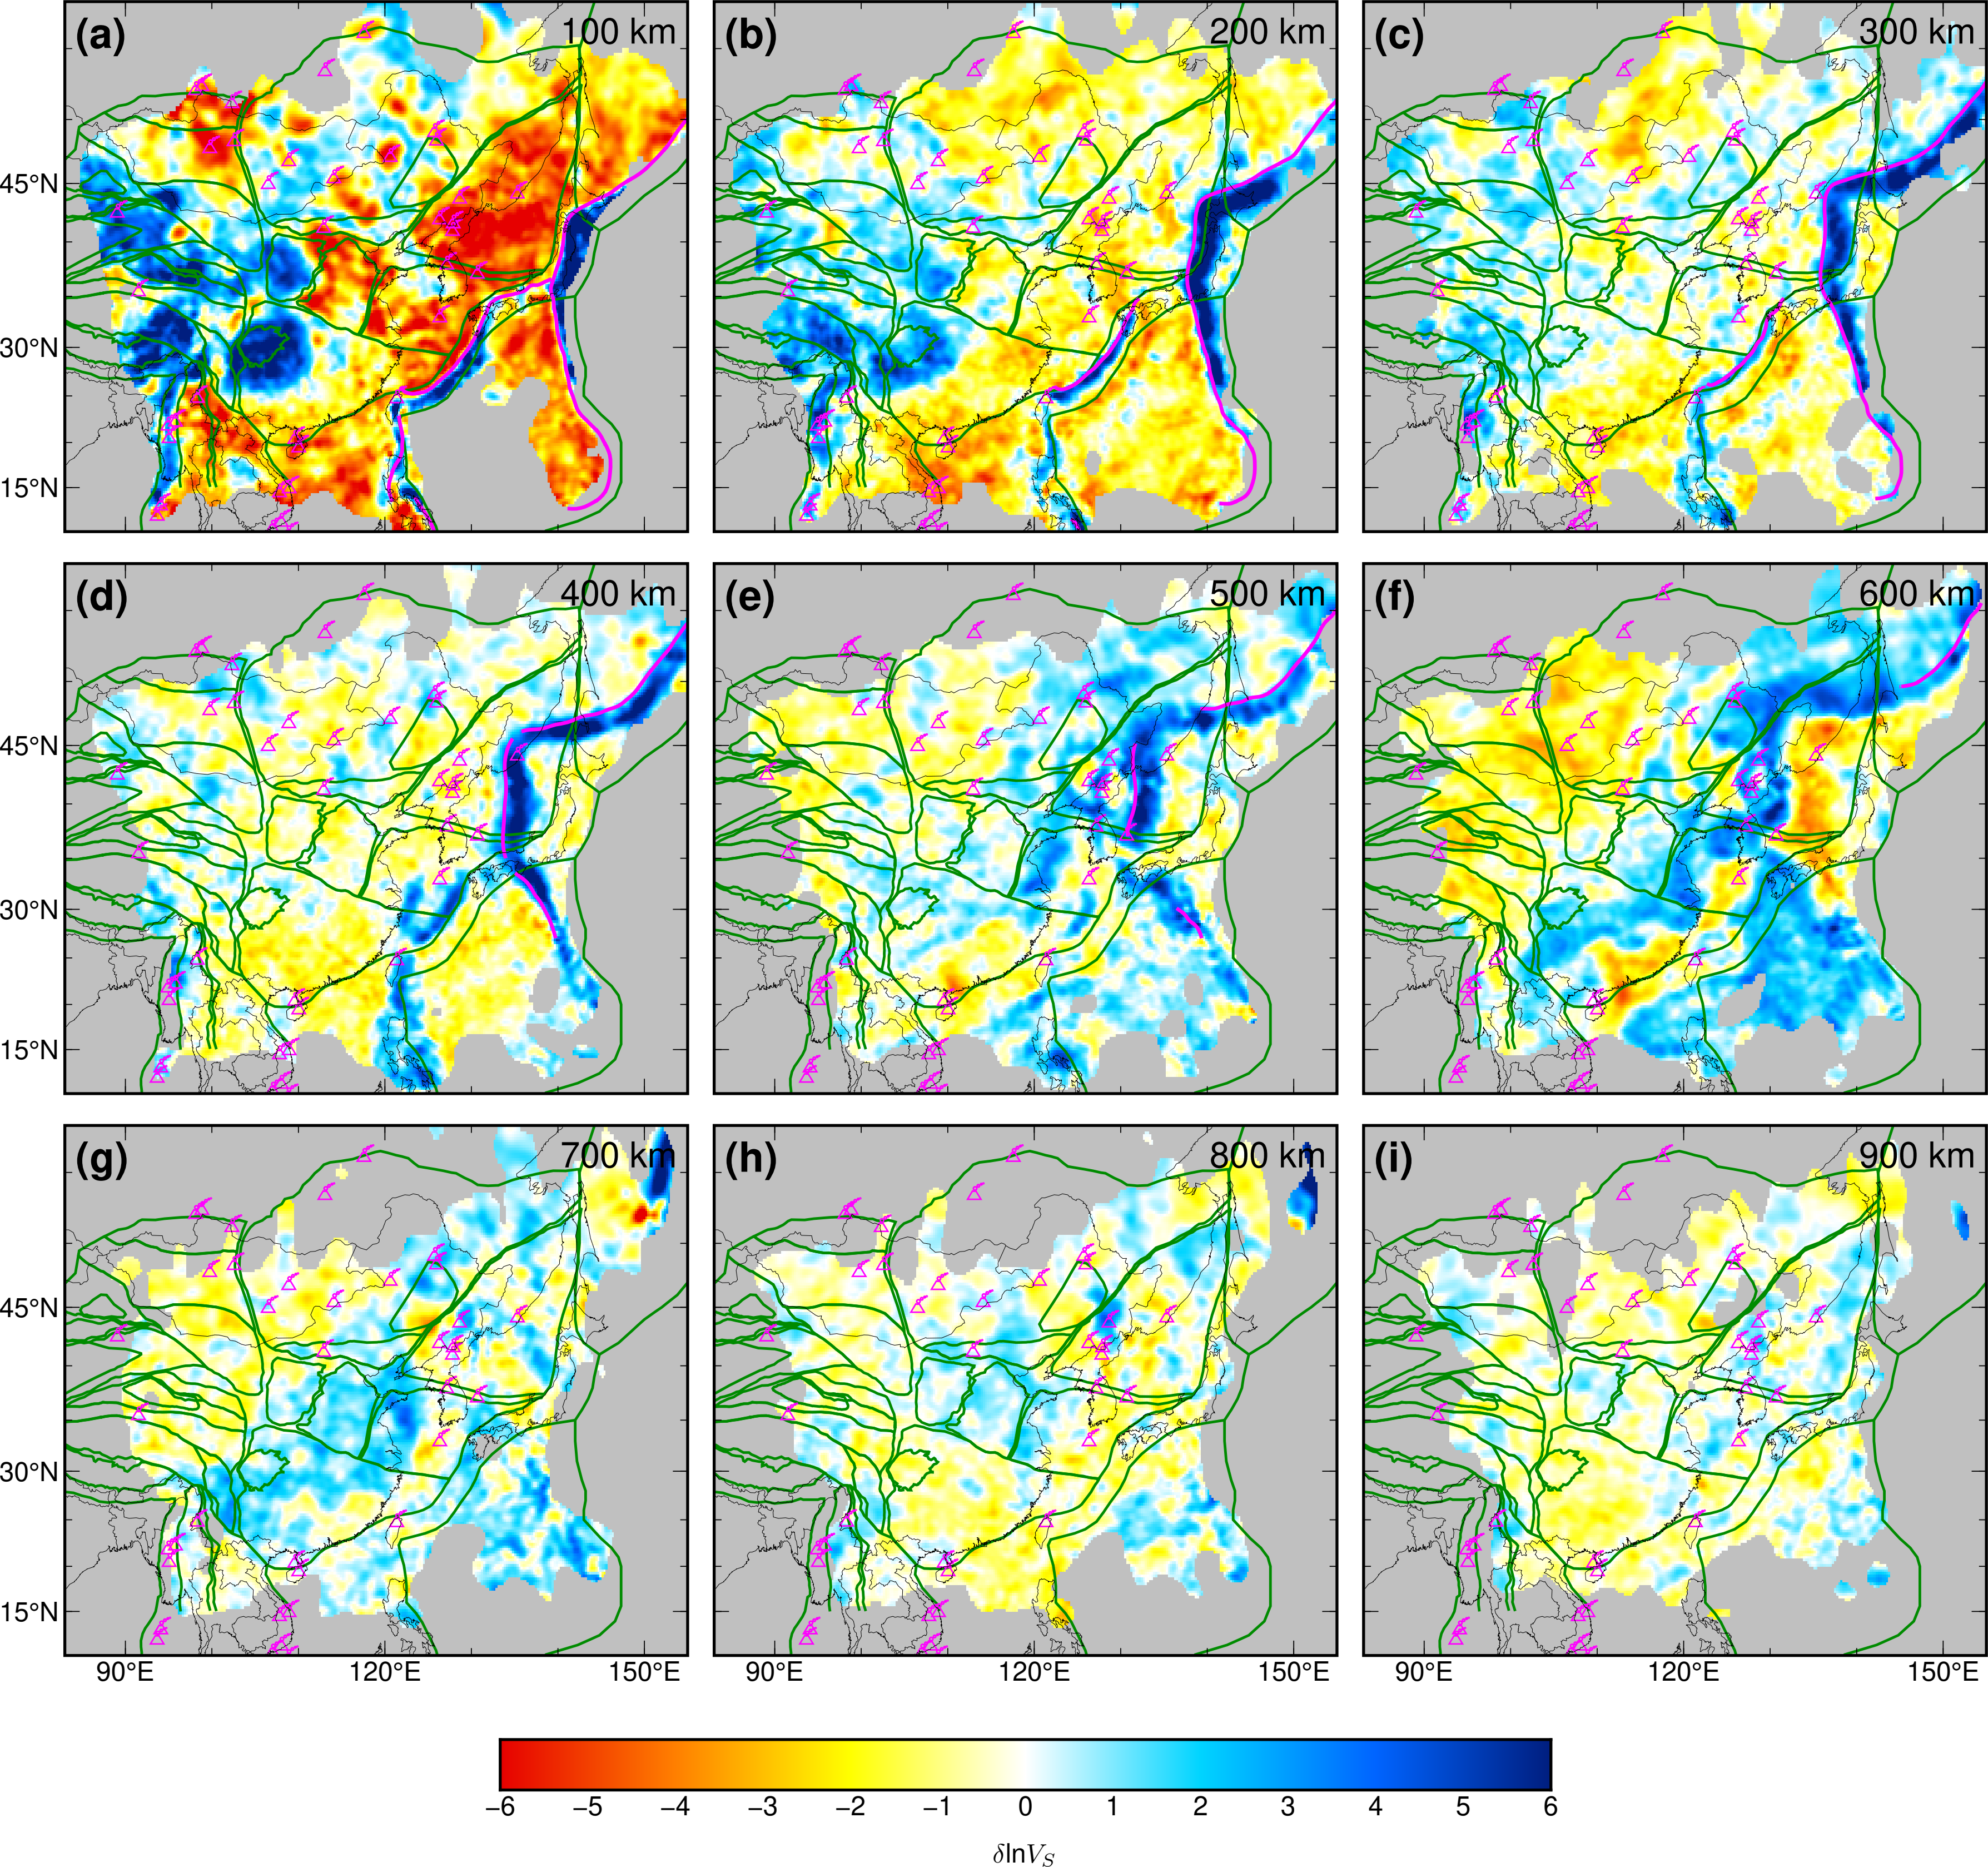 (a) 100 km (b) 200 km (c) 300 km
45°N
30°N
15°N
(d) 400 km (e) 500 km (f) 600 km
45°N
30°N
15°N
(g) 700 km (h) 800 km (i) 900 km
45°N
30°N
15°N
90°E 120°E 150°E 90°E 120°E 150°E 90°E 120°E 150°E
−6 −5 −4 −3 −2 −1 0 1 2 3 4 5 6
δlnV_S